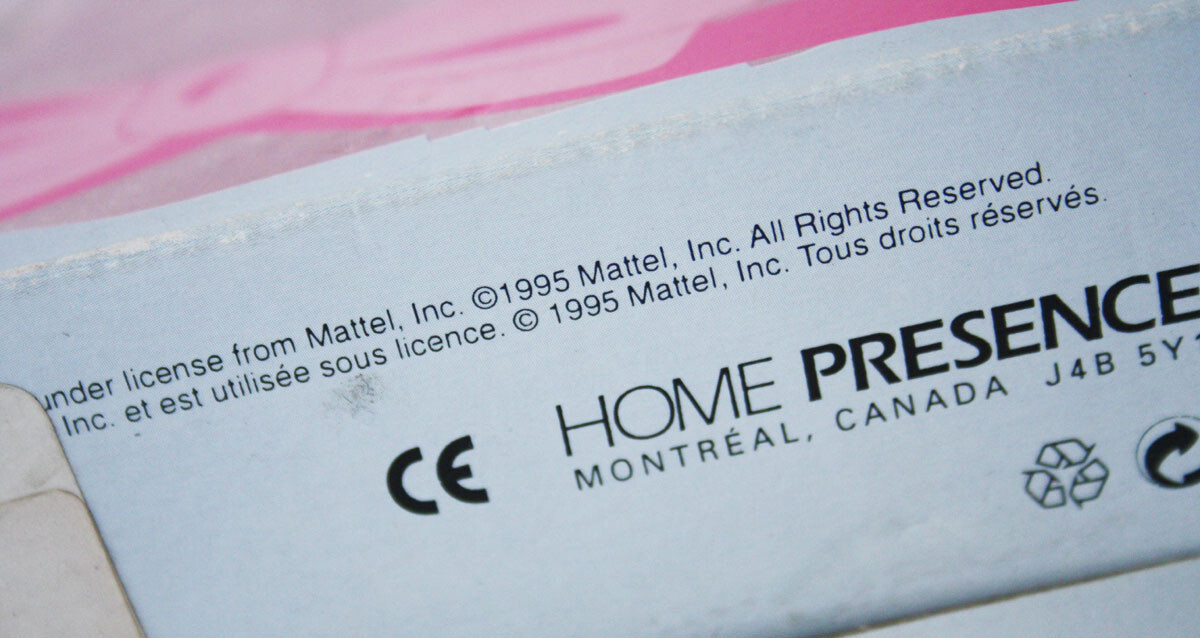 under license from Mattel, Inc. ©1995 Mattel, Inc. All Rights Reserved.
Inc. et est utilisée sous licence. © 1995 Mattel, Inc. Tous droits réservés.
CE
HOME PRESENCE
MONTRÉAL, CANADA J4B 5Y